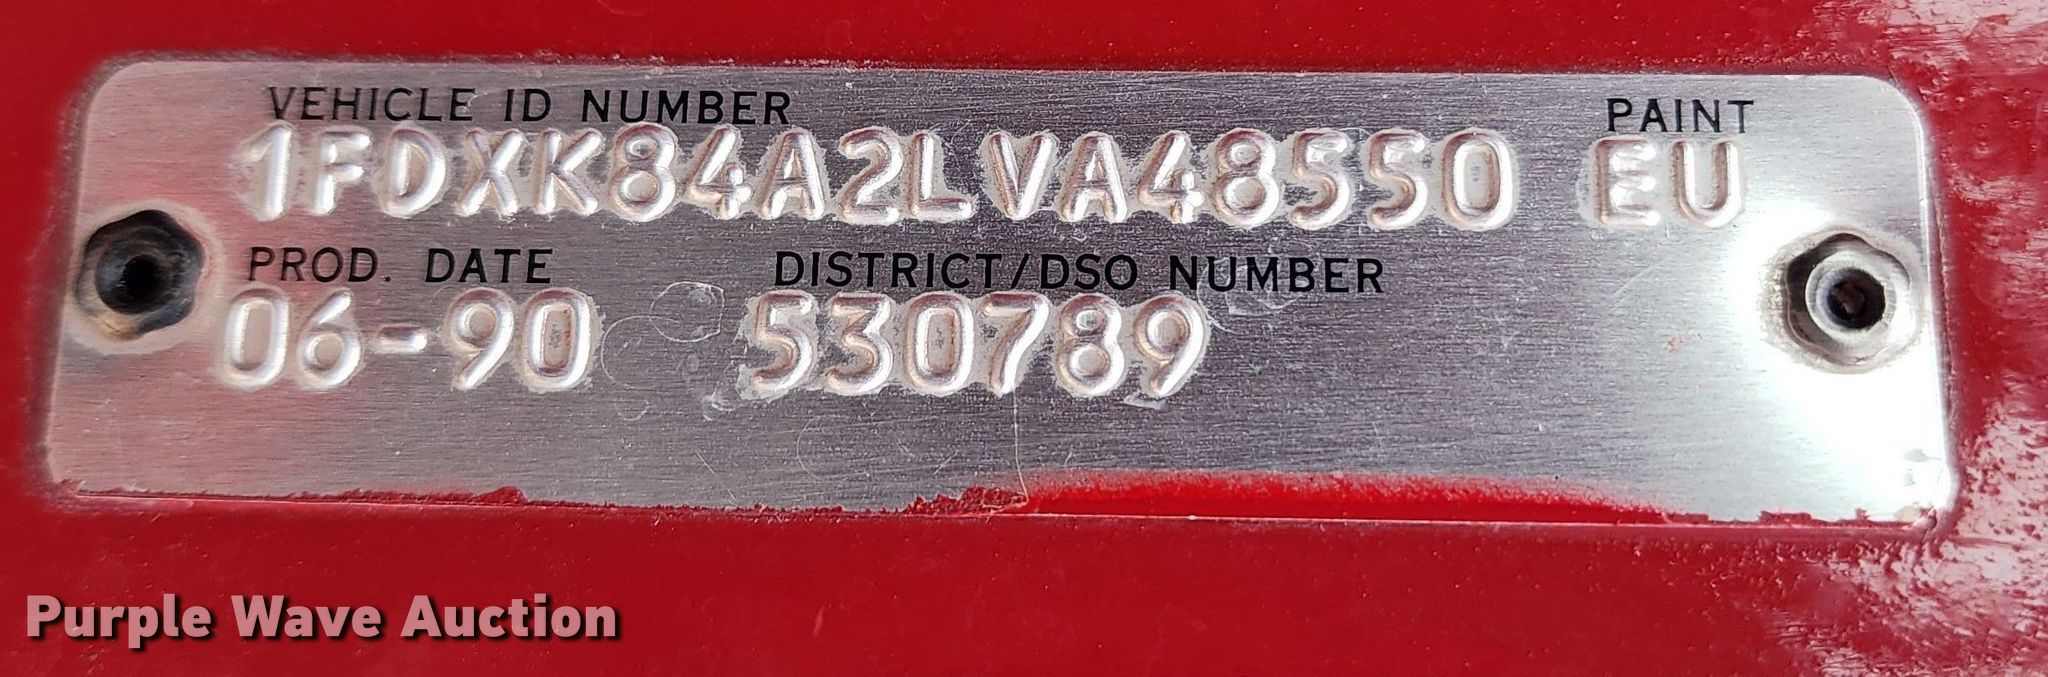 VEHICLE ID NUMBER PAINT
1FDXK84A2LVA48550 EU
PROD. DATE DISTRICT/DSO NUMBER
06-90 530789
Purple Wave Auction